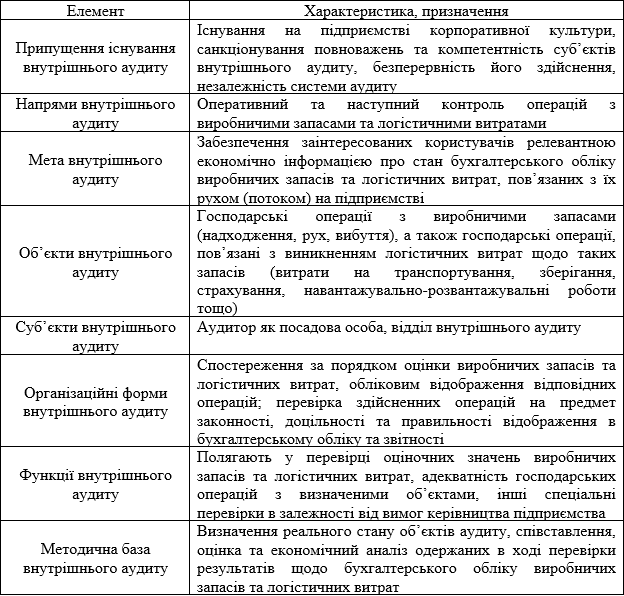 Елемент
Характеристика, призначення
Припущення існування
внутрішнього аудиту
Існування на підприємстві корпоративної культури,
санкціонування повноважень та компетентність суб’єктів
внутрішнього аудиту, безперервність його здійснення,
незалежність системи аудиту
Напрями внутрішнього
аудиту
Оперативний та наступний контроль операцій з
виробничими запасами та логістичними витратами
Мета внутрішнього
аудиту
Забезпечення заінтересованих користувачів релевантною
економічно інформацією про стан бухгалтерського обліку
виробничих запасів та логістичних витрат, пов’язаних з їх
рухом (потоком) на підприємстві
Об’єкти внутрішнього
аудиту
Господарські операції з виробничими запасами
(надходження, рух, вибуття), а також господарські операції,
пов’язані з виникненням логістичних витрат щодо таких
запасів (витрати на транспортування, зберігання,
страхування, навантажувально-розвантажувальні роботи
тощо)
Суб’єкти внутрішнього
аудиту
Аудитор як посадова особа, відділ внутрішнього аудиту
Організаційні форми
внутрішнього аудиту
Спостереження за порядком оцінки виробничих запасів та
логістичних витрат, обліковим відображення відповідних
операцій; перевірка здійсненних операцій на предмет
законності, доцільності та правильності відображення в
бухгалтерському обліку та звітності
Функції внутрішнього
аудиту
Полягають у перевірці оціночних значень виробничих
запасів та логістичних витрат, адекватність господарських
операцій з визначеними об’єктами, інші спеціальні
перевірки в залежності від вимог керівництва підприємства
Методична база
внутрішнього аудиту
Визначення реального стану об’єктів аудиту, співставлення,
оцінка та економічний аналіз одержаних в ході перевірки
результатів щодо бухгалтерського обліку виробничих
запасів та логістичних витрат